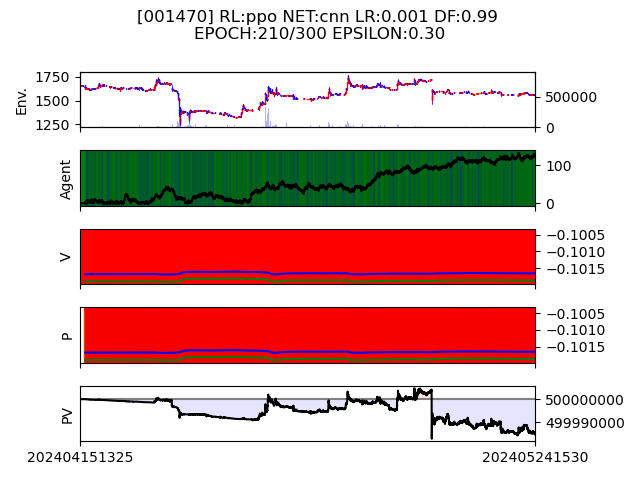 [001470] RL:ppo NET:cnn LR:0.001 DF:0.99
EPOCH:210/300 EPSILON:0.30
Env.
1750
1500
1250
500000
0
Agent
100
0
V
−0.1005
−0.1010
−0.1015
P
−0.1005
−0.1010
−0.1015
PV
500000000
499990000
202404151325
202405241530